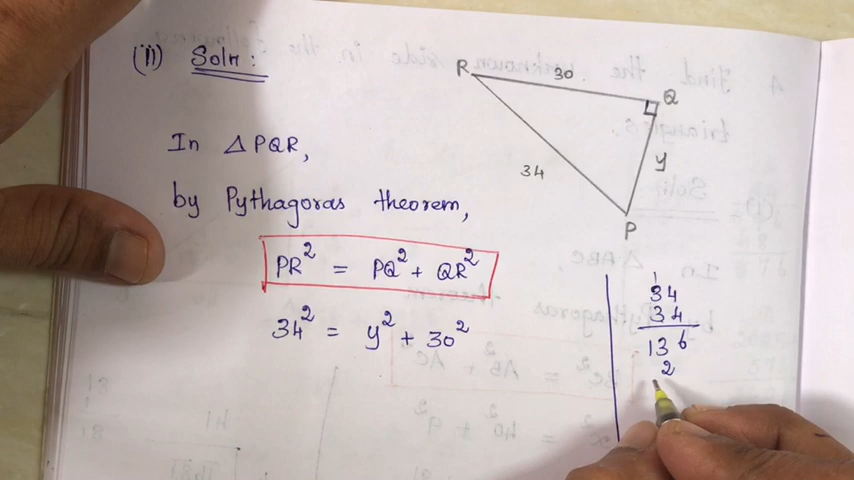 (ii) Soln:
R 30 Q
y
34
P
In △PQR,
by Pythagoras theorem,
PR² = PQ² + QR²
34² = y² + 30²
1
34
34
136
2